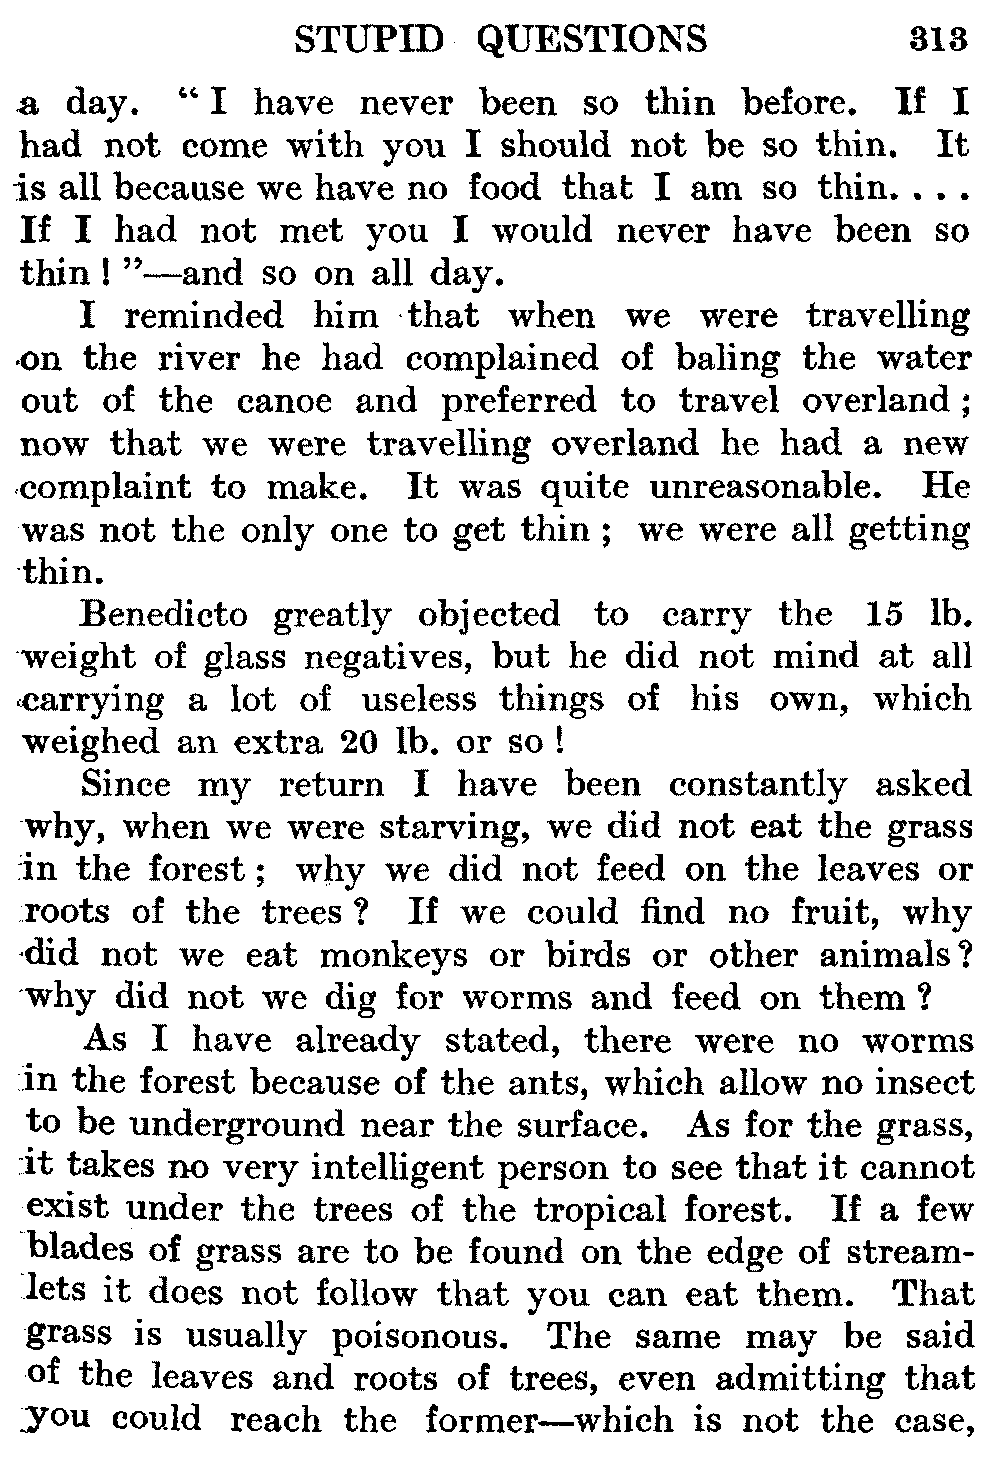 STUPID QUESTIONS 313
a day. “ I have never been so thin before. If I
had not come with you I should not be so thin. It
is all because we have no food that I am so thin. . . .
If I had not met you I would never have been so
thin ! ”—and so on all day.
I reminded him that when we were travelling
on the river he had complained of baling the water
out of the canoe and preferred to travel overland ;
now that we were travelling overland he had a new
complaint to make. It was quite unreasonable. He
was not the only one to get thin ; we were all getting
thin.
Benedicto greatly objected to carry the 15 lb.
weight of glass negatives, but he did not mind at all
carrying a lot of useless things of his own, which
weighed an extra 20 lb. or so !
Since my return I have been constantly asked
why, when we were starving, we did not eat the grass
in the forest ; why we did not feed on the leaves or
roots of the trees ? If we could find no fruit, why
did not we eat monkeys or birds or other animals ?
why did not we dig for worms and feed on them ?
As I have already stated, there were no worms
in the forest because of the ants, which allow no insect
to be underground near the surface. As for the grass,
it takes no very intelligent person to see that it cannot
exist under the trees of the tropical forest. If a few
blades of grass are to be found on the edge of stream-
lets it does not follow that you can eat them. That
grass is usually poisonous. The same may be said
of the leaves and roots of trees, even admitting that
you could reach the former—which is not the case,